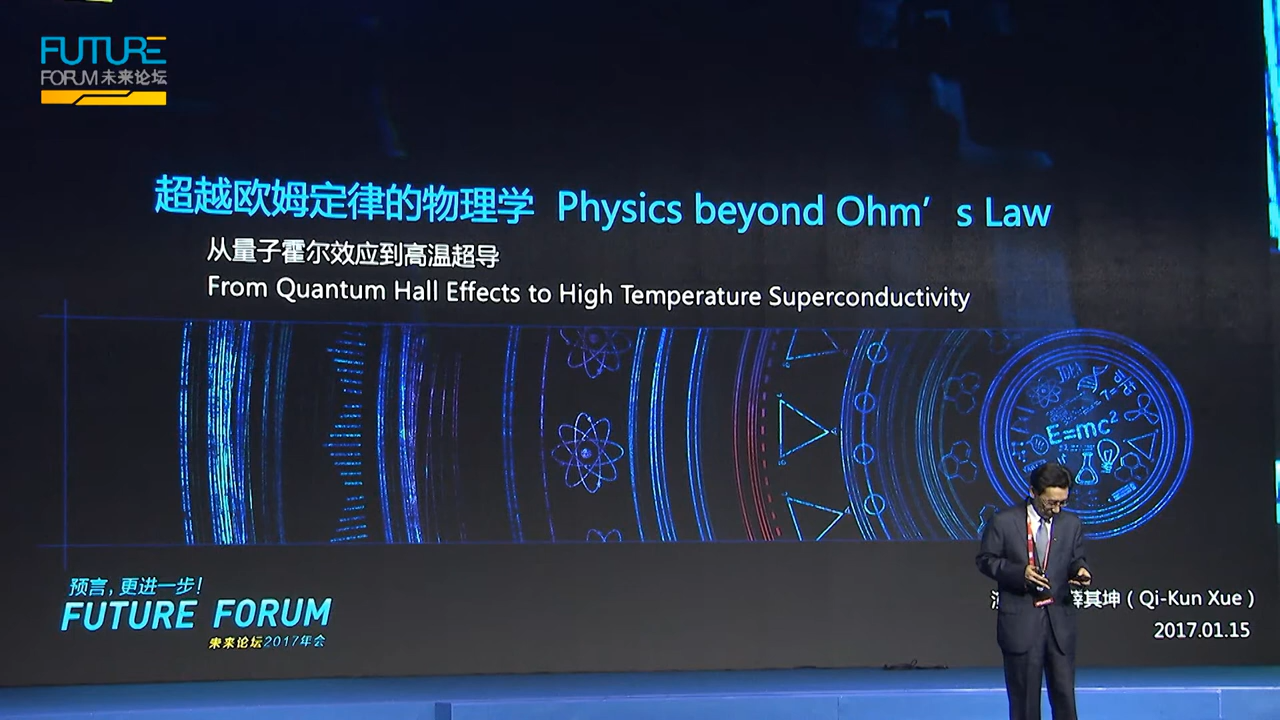 FUTURE
FORUM 未来论坛
超越欧姆定律的物理学 Physics beyond Ohm’s Law
从量子霍尔效应到高温超导
From Quantum Hall Effects to High Temperature Superconductivity
E=mc²
预言,更进一步!
FUTURE FORUM
未来论坛2017年会
薛其坤(Qi-Kun Xue)
2017.01.15